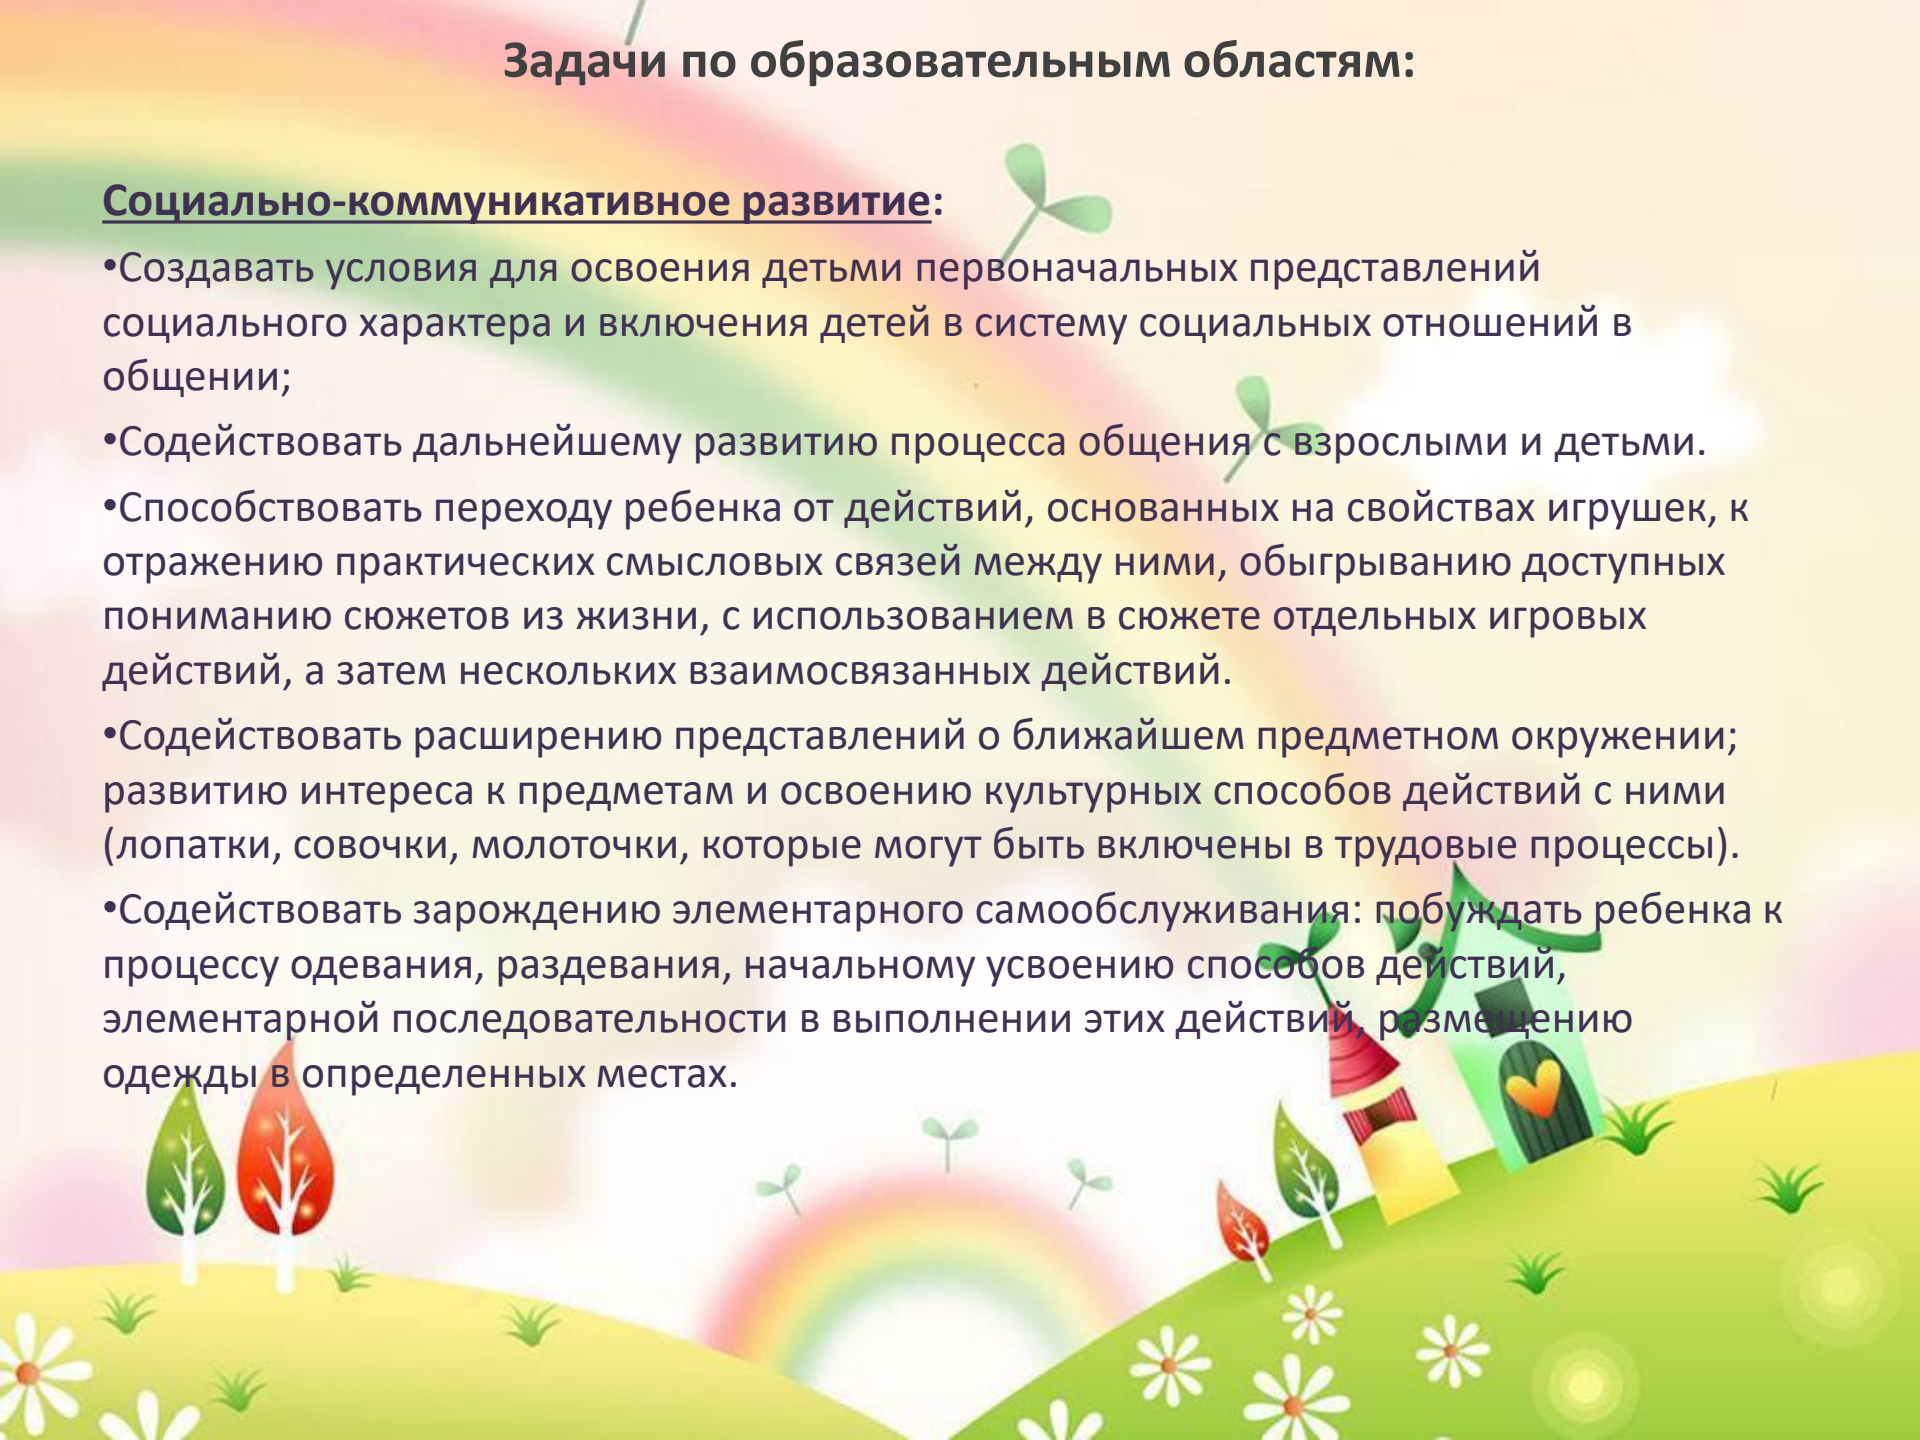 Задачи по образовательным областям:
Социально-коммуникативное развитие:
•Создавать условия для освоения детьми первоначальных представлений
социального характера и включения детей в систему социальных отношений в
общении;
•Содействовать дальнейшему развитию процесса общения с взрослыми и детьми.
•Способствовать переходу ребенка от действий, основанных на свойствах игрушек, к
отражению практических смысловых связей между ними, обыгрыванию доступных
пониманию сюжетов из жизни, с использованием в сюжете отдельных игровых
действий, а затем нескольких взаимосвязанных действий.
•Содействовать расширению представлений о ближайшем предметном окружении;
развитию интереса к предметам и освоению культурных способов действий с ними
(лопатки, совочки, молоточки, которые могут быть включены в трудовые процессы).
•Содействовать зарождению элементарного самообслуживания: побуждать ребенка к
процессу одевания, раздевания, начальному усвоению способов действий,
элементарной последовательности в выполнении этих действий, размещению
одежды в определенных местах.